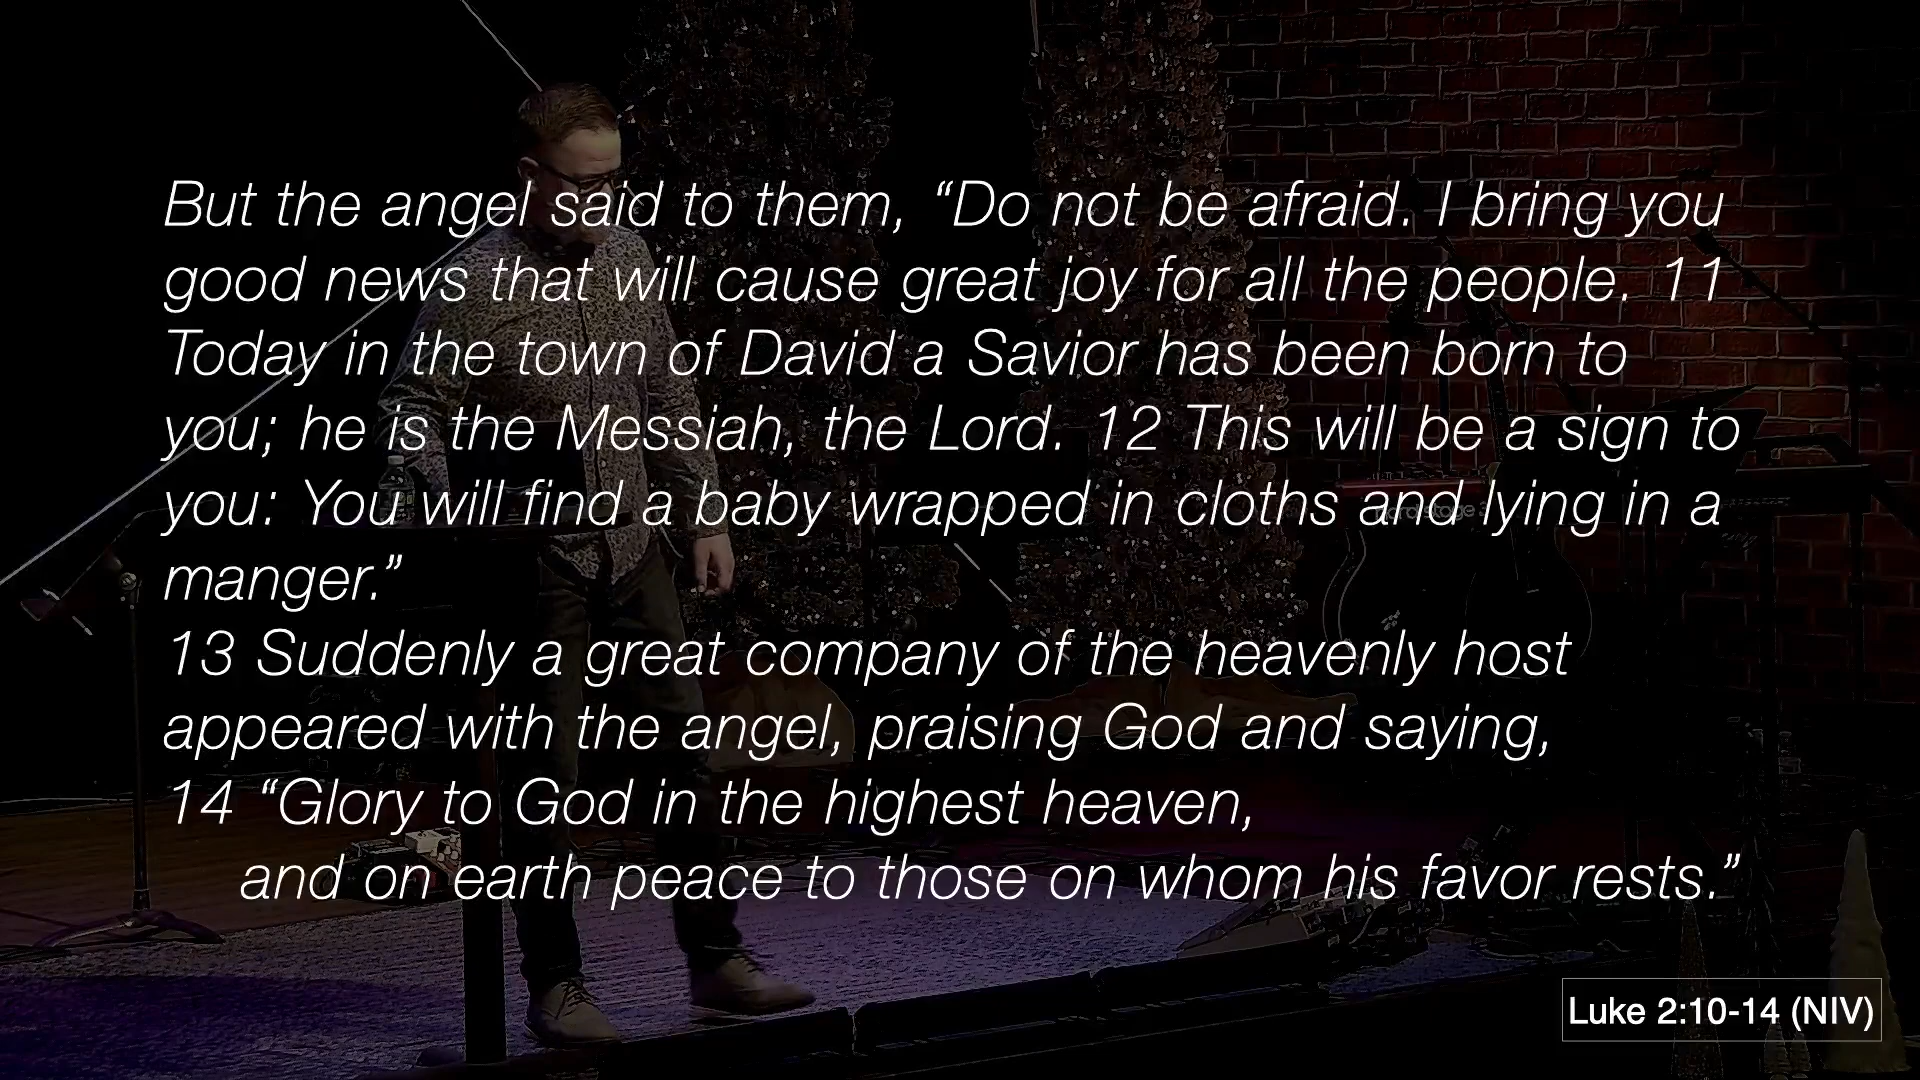 But the angel said to them, “Do not be afraid. I bring you
good news that will cause great joy for all the people. 11
Today in the town of David a Savior has been born to
you; he is the Messiah, the Lord. 12 This will be a sign to
you: You will find a baby wrapped in cloths and lying in a
manger.”
13 Suddenly a great company of the heavenly host
appeared with the angel, praising God and saying,
14 “Glory to God in the highest heaven,
and on earth peace to those on whom his favor rests.”
nord stage
Luke 2:10-14 (NIV)